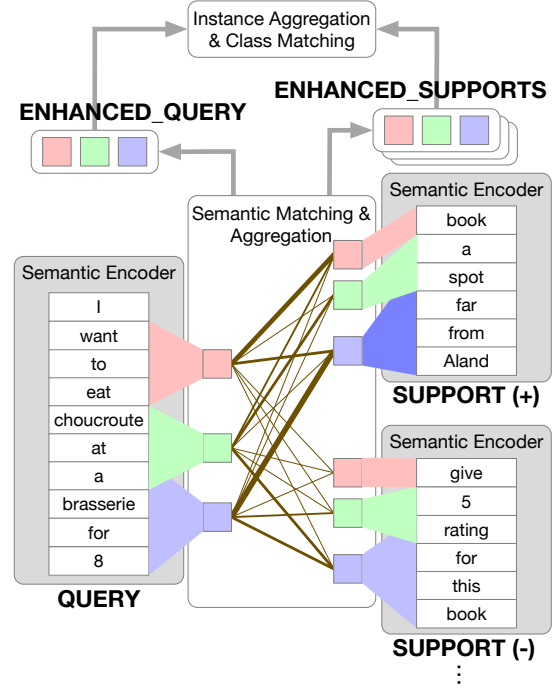 Instance Aggregation
& Class Matching
ENHANCED_QUERY
ENHANCED_SUPPORTS
Semantic Matching &
Aggregation
Semantic Encoder
I
want
to
eat
choucroute
at
a
brasserie
for
8
QUERY
Semantic Encoder
book
a
spot
far
from
Aland
SUPPORT (+)
Semantic Encoder
give
5
rating
for
this
book
SUPPORT (-)
⋮